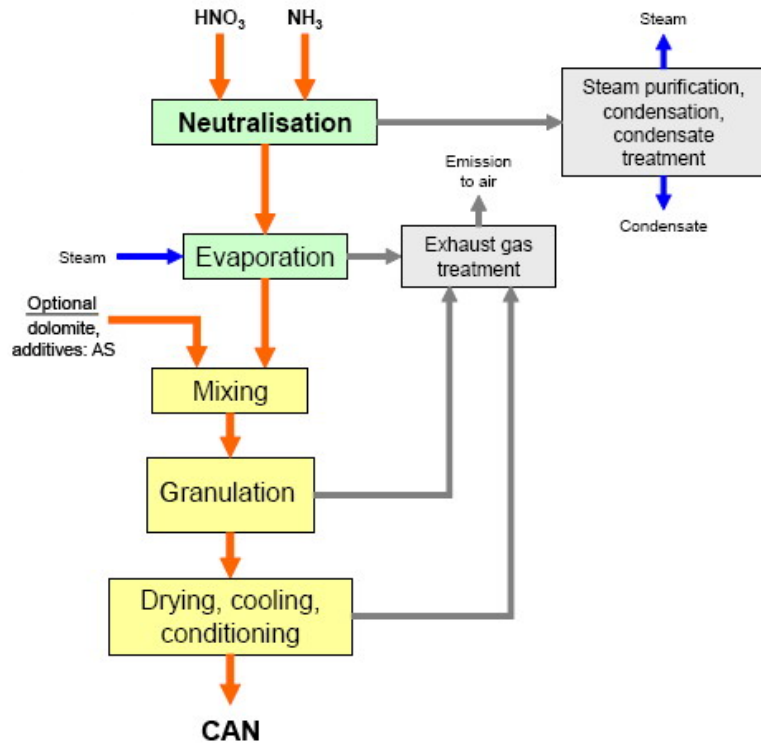 HNO₃
NH₃
Steam
Neutralisation
Steam purification,
condensation,
condensate
treatment
Emission
to air
Condensate
Steam
Evaporation
Exhaust gas
treatment
Optional
dolomite,
additives: AS
Mixing
Granulation
Drying, cooling,
conditioning
CAN